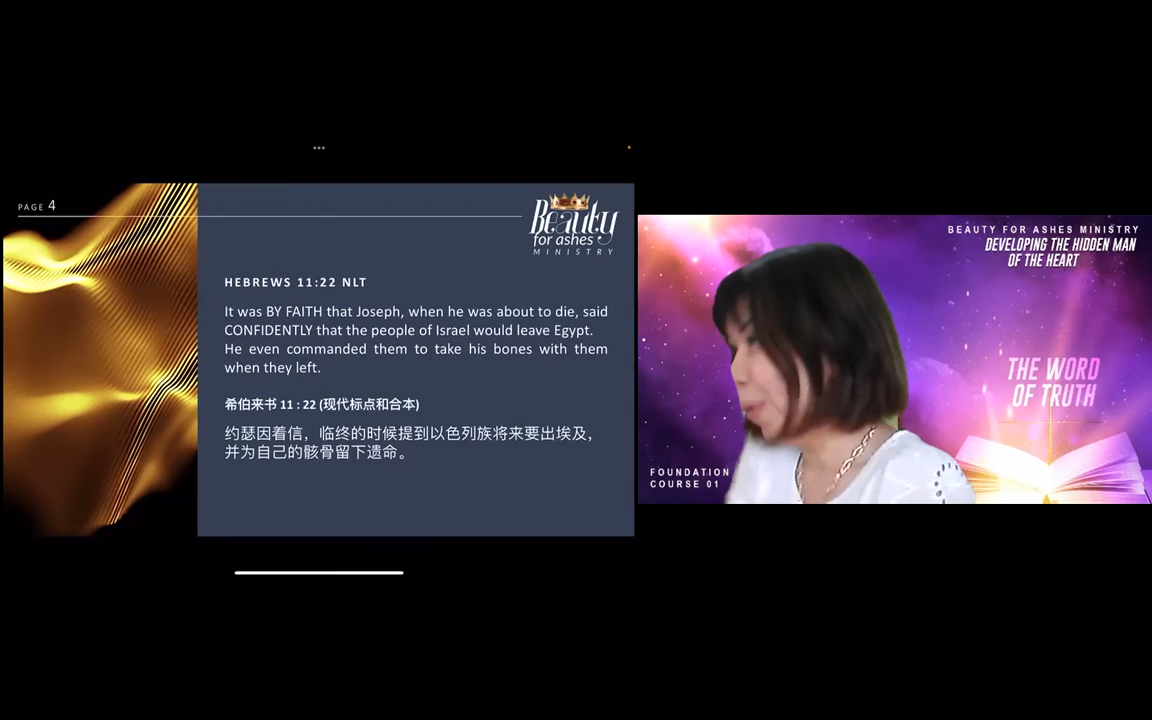 PAGE 4
Beauty
for ashes
MINISTRY
HEBREWS 11:22 NLT
It was BY FAITH that Joseph, when he was about to die, said
CONFIDENTLY that the people of Israel would leave Egypt.
He even commanded them to take his bones with them
when they left.
希伯来书 11 : 22 (现代标点和合本)
约瑟因着信，临终的时候提到以色列族将来要出埃及，
并为自己的骸骨留下遗命。
BEAUTY FOR ASHES MINISTRY
DEVELOPING THE HIDDEN MAN
OF THE HEART
THE WORD
OF TRUTH
FOUNDATION
COURSE 01